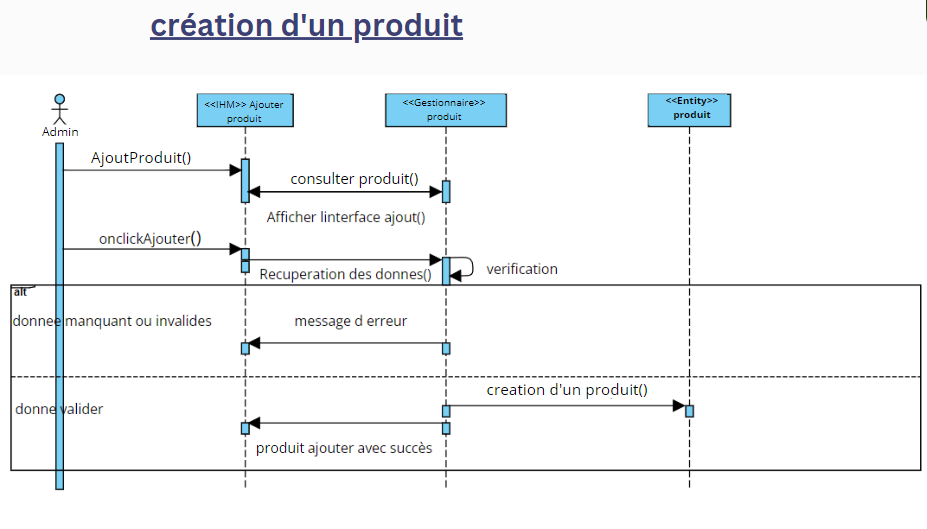 création d'un produit
<<IHM>> Ajouter
produit
<<Gestionnaire>>
produit
<<Entity>>
produit
Admin
AjoutProduit()
consulter produit()
Afficher linterface ajout()
onclickAjouter()
Recuperation des donnes()
verification
alt
donnee manquant ou invalides
message d erreur
creation d'un produit()
donne valider
produit ajouter avec succès